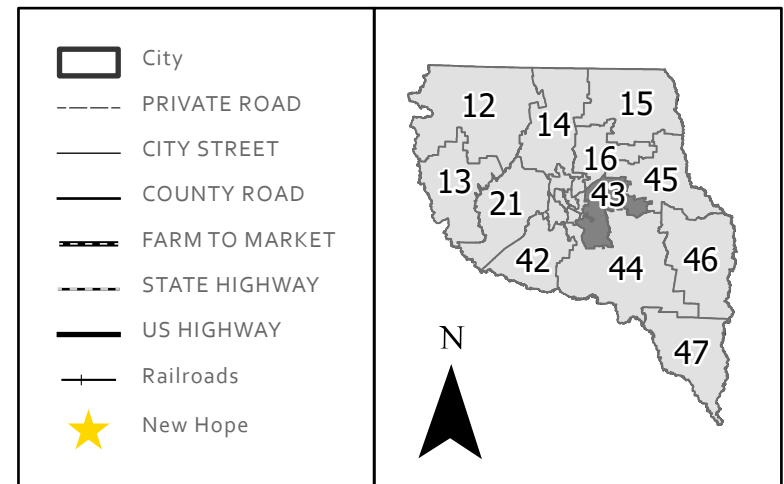 City
PRIVATE ROAD
CITY STREET
COUNTY ROAD
FARM TO MARKET
STATE HIGHWAY
US HIGHWAY
Railroads
New Hope
12
15
14
16
13
45
43
21
42
44
46
47
N